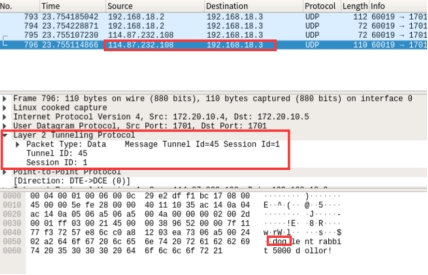 No. Time Source Destination Protocol Length Info
793 23.754185042 192.168.18.2 192.168.18.3 UDP 112 60019 → 1701
794 23.754228871 192.168.18.2 192.168.18.3 UDP 72 60019 → 1701
795 23.755107230 114.87.232.108 192.168.18.3 UDP 72 60019 → 1701
796 23.755114866 114.87.232.108 192.168.18.3 UDP 110 60019 → 1701
Frame 796: 110 bytes on wire (880 bits), 110 bytes captured (880 bits) on interface 0
Linux cooked capture
Internet Protocol Version 4, Src: 172.20.10.4, Dst: 172.20.10.5
User Datagram Protocol, Src Port: 1701, Dst Port: 1701
Layer 2 Tunneling Protocol
Packet Type: Data Message Tunnel Id=45 Session Id=1
Tunnel ID: 45
Session ID: 1
Point-to-Point Protocol
[Direction: DTE->DCE (0)]
0000 00 04 00 01 00 06 00 0c 29 e2 df f1 bc 17 08 00
0010 45 00 00 5e fe 28 00 00 40 11 10 35 ac 14 0a 04
0020 ac 14 0a 05 06 a5 06 a5 00 4a 00 00 00 02 00 2d
0030 00 01 ff 03 00 21 45 00 00 38 96 52 00 00 7f 11
0040 77 f3 72 57 e8 6c c0 a8 12 03 ea 73 06 a5 00 24
0050 02 a2 64 6f 67 20 6c 65 6e 74 20 72 61 62 62 69
0060 74 20 35 30 30 30 20 64 6f 6c 6c 6f 72 21
dog le nt rabbi
t 5000 d ollor!